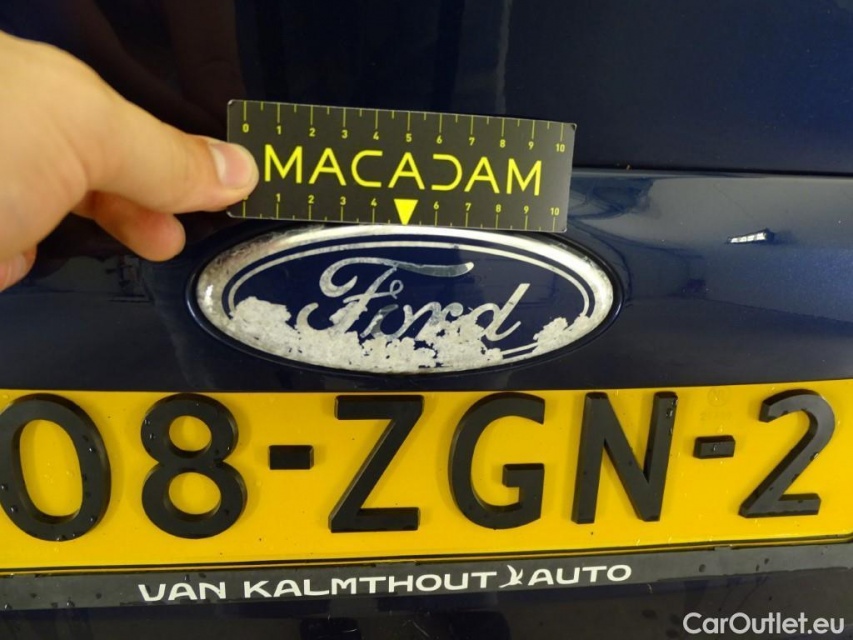 0 1 2 3 4 5 6 7 8 9 10
MACADAM
1 2 3 4 6 7 8 9 10
Ford
08-ZGN-2
VAN KALMTHOUT AUTO
CarOutlet.eu